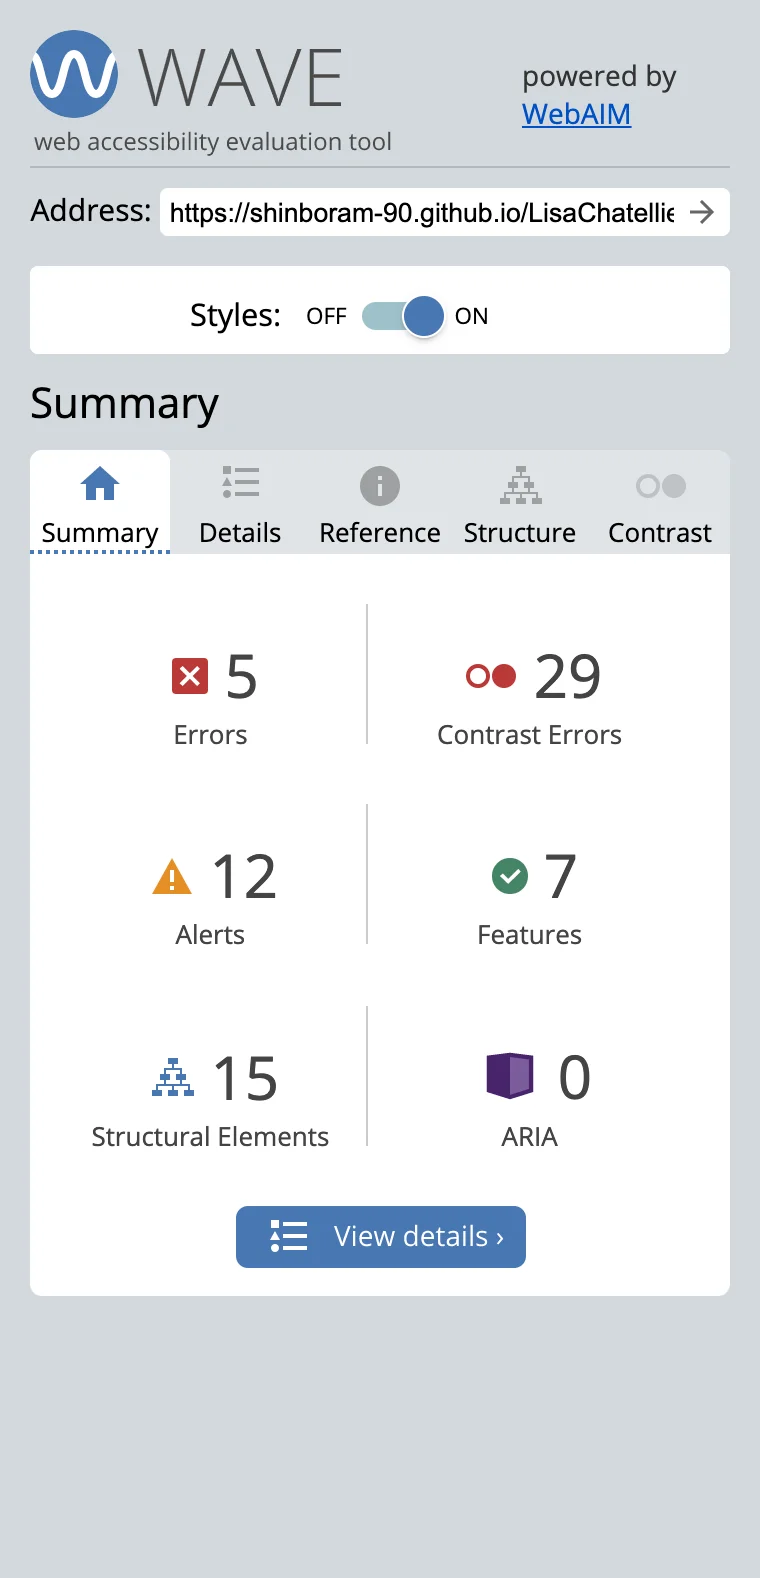 WAVE
web accessibility evaluation tool
powered by
WebAIM
Address: https://shinboram-90.github.io/LisaChatellie
Styles: OFF ON
Summary
Summary Details Reference Structure Contrast
5 29
Errors Contrast Errors
12 7
Alerts Features
15 0
Structural Elements ARIA
View details ›